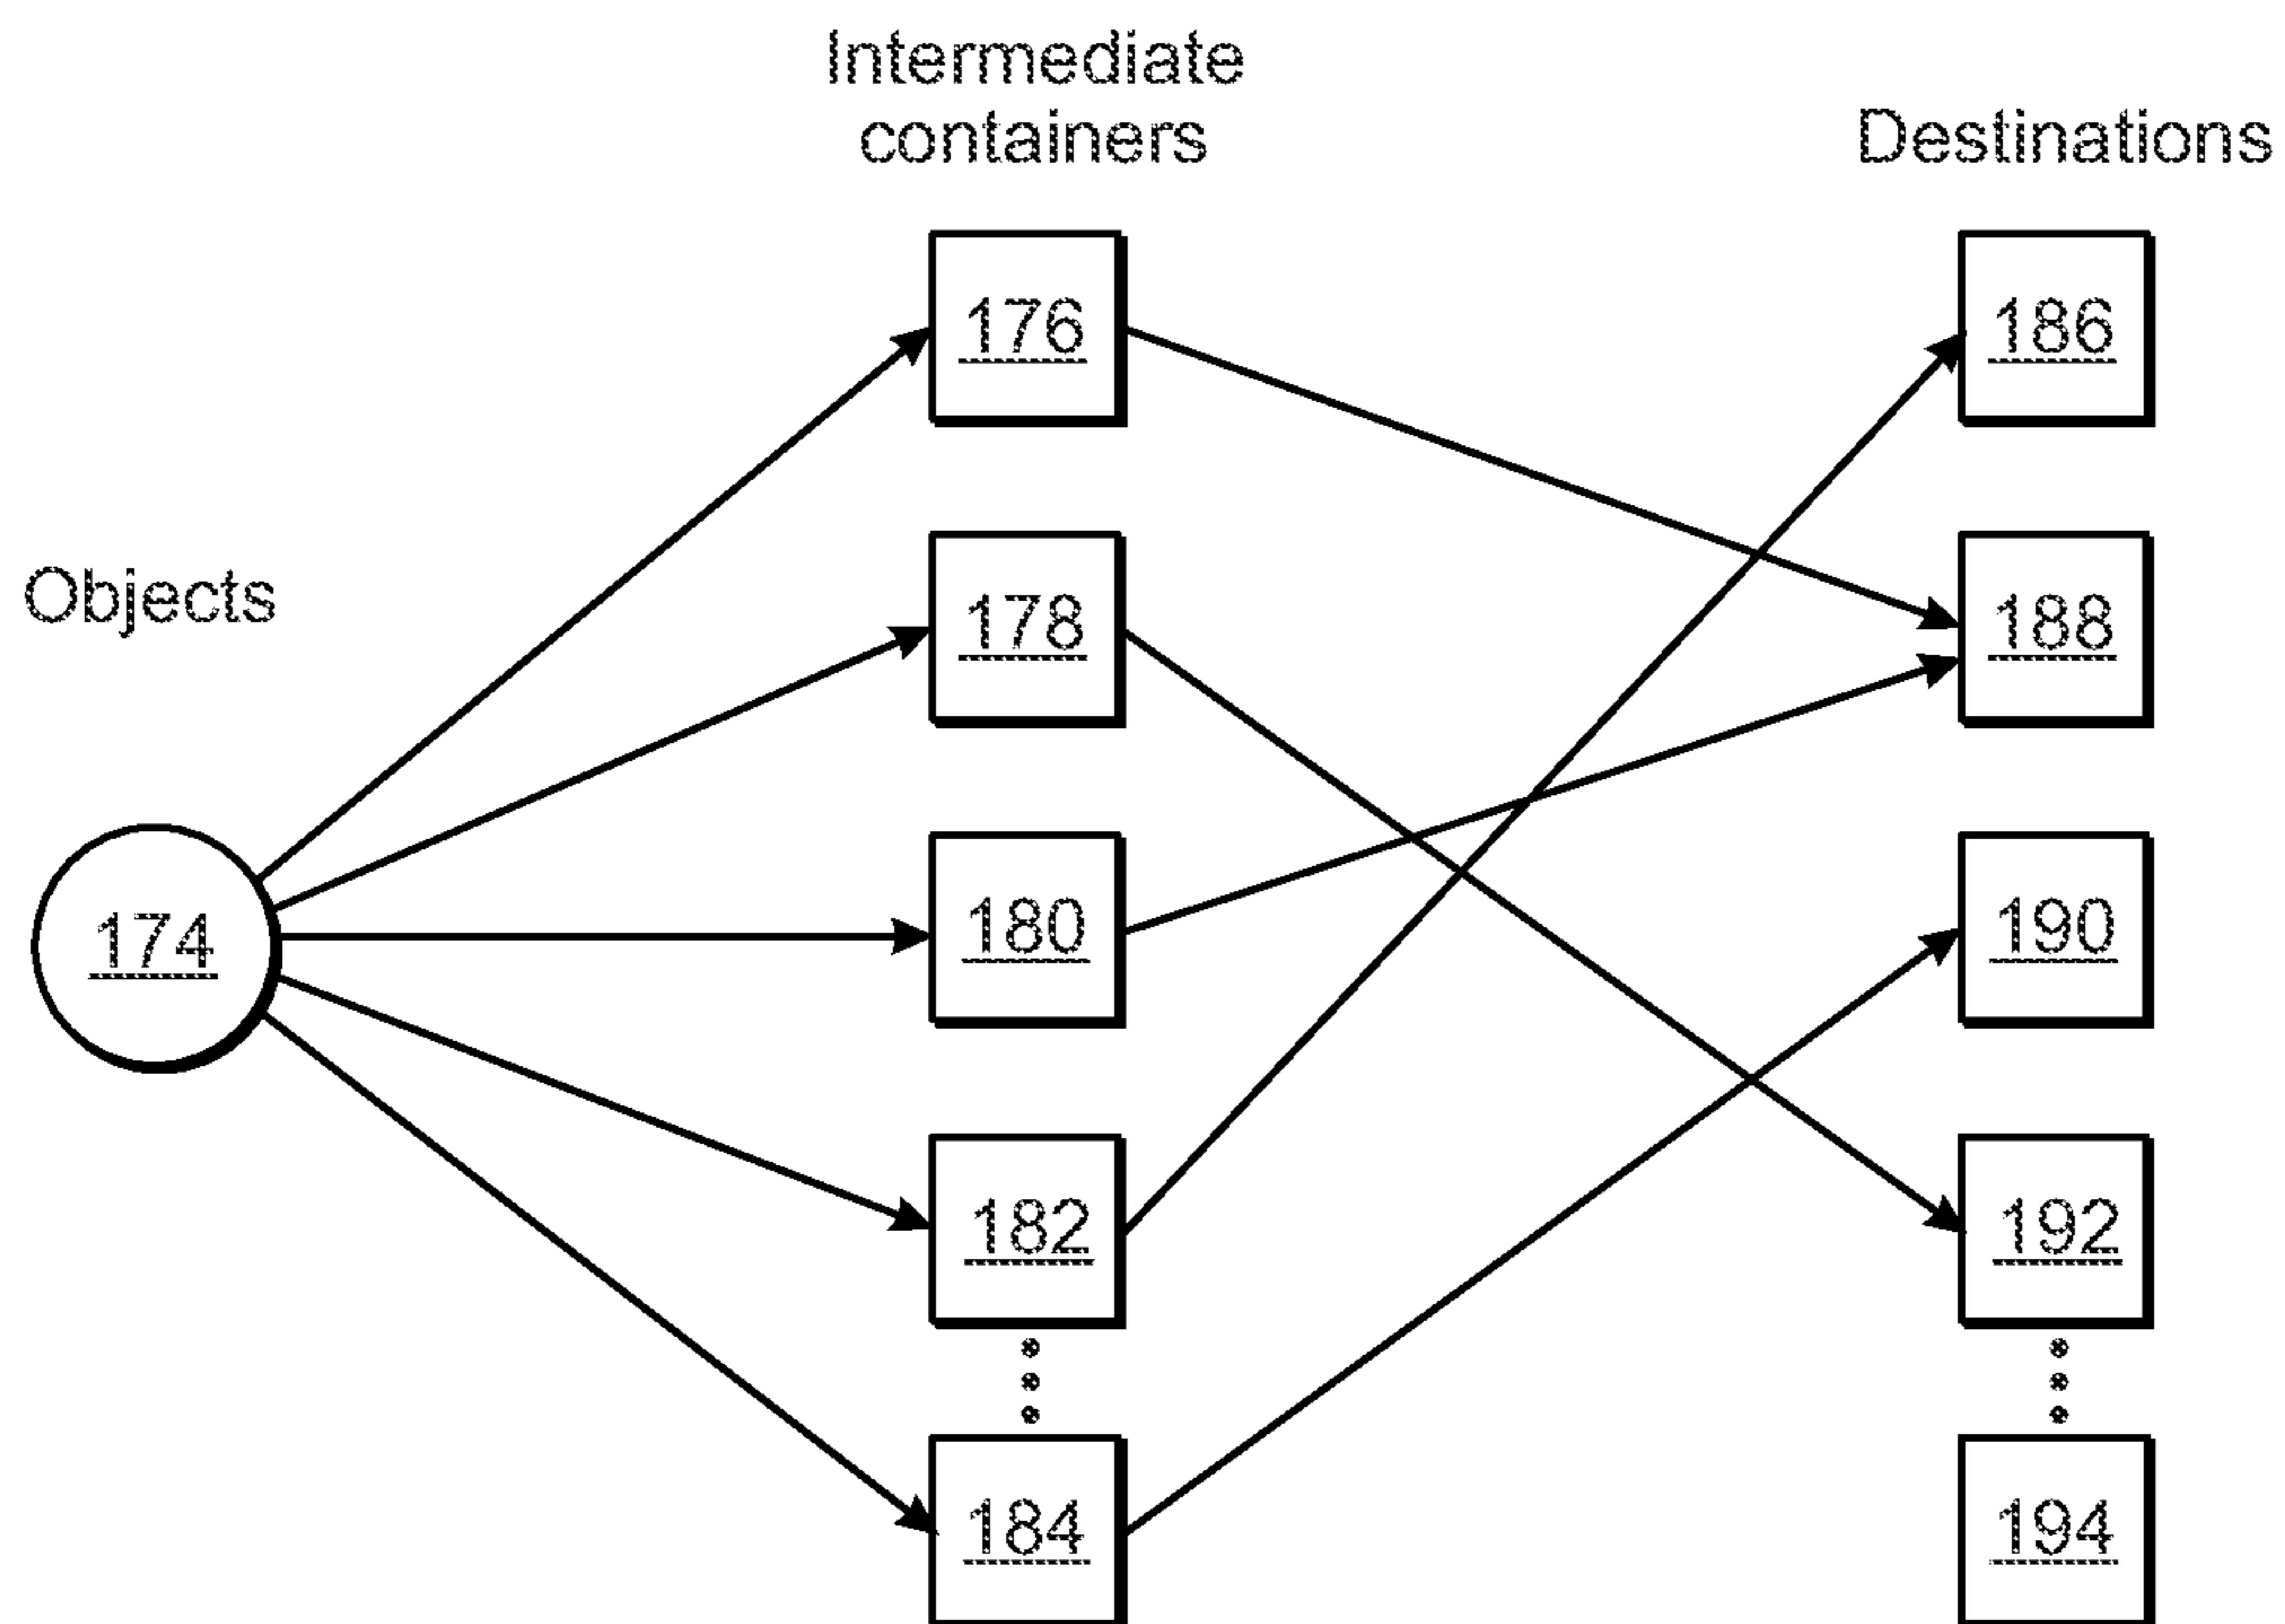 Intermediate
containers
Destinations
Objects
174
176
178
180
182
184
186
188
190
192
194